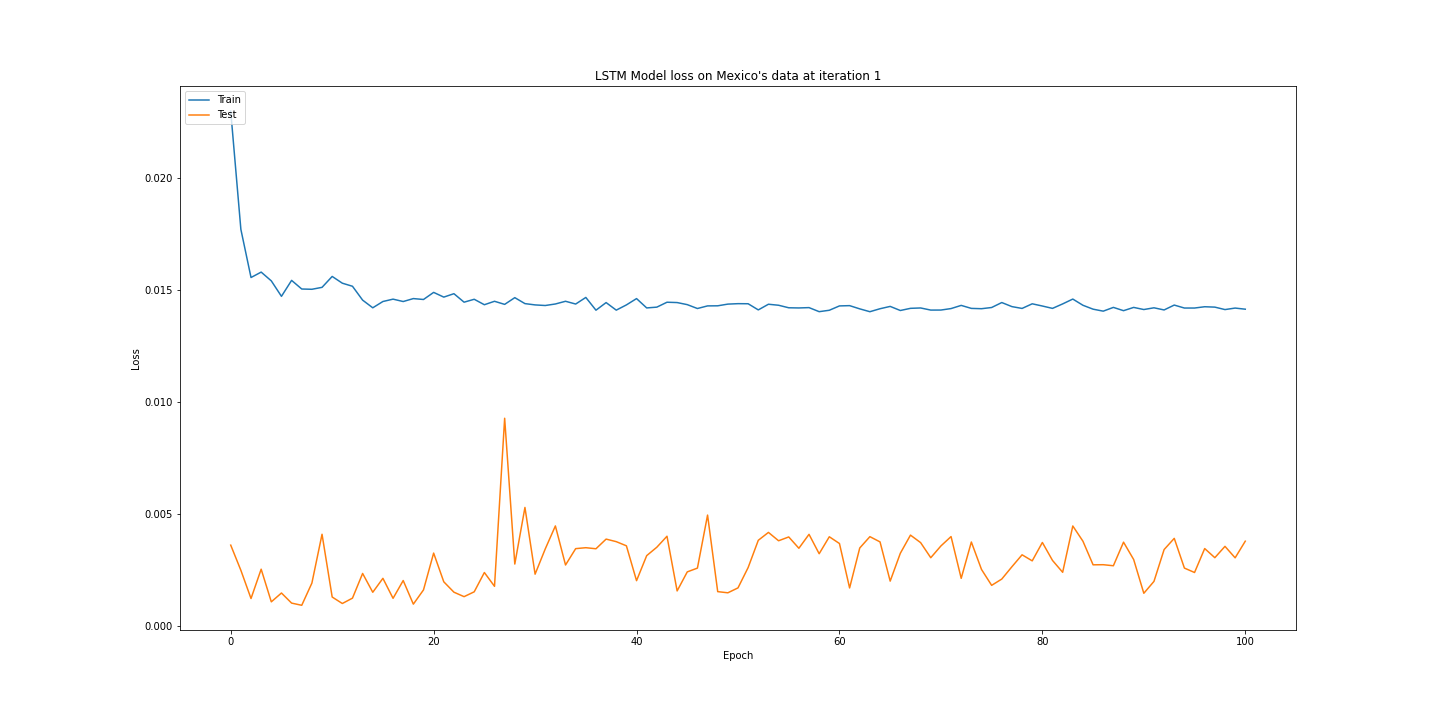 LSTM Model loss on Mexico's data at iteration 1
Train
Test
0.020
0.015
0.010
0.005
0.000
Loss
0 20 40 60 80 100
Epoch